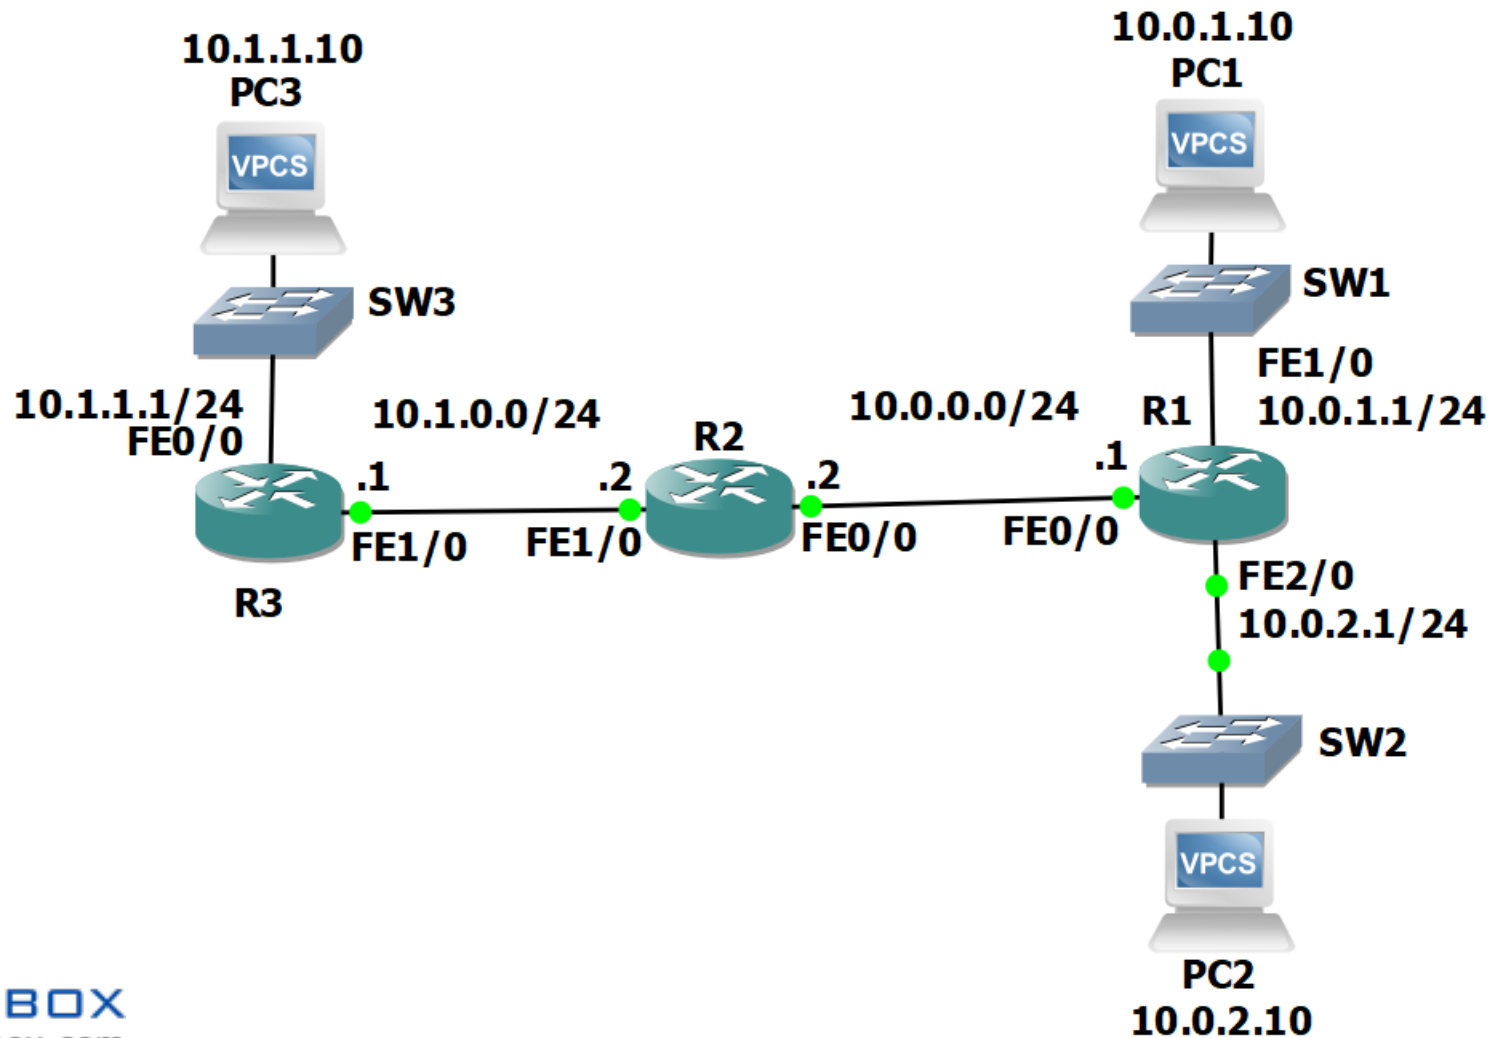 10.1.1.10
PC3
VPCS
SW3
10.1.1.1/24
FE0/0
10.1.0.0/24
.1
FE1/0
R3
.2
FE1/0
R2
.2
FE0/0
10.0.0.0/24
.1
FE0/0
R1
10.0.1.10
PC1
VPCS
SW1
FE1/0
10.0.1.1/24
FE2/0
10.0.2.1/24
SW2
VPCS
PC2
10.0.2.10
BOX